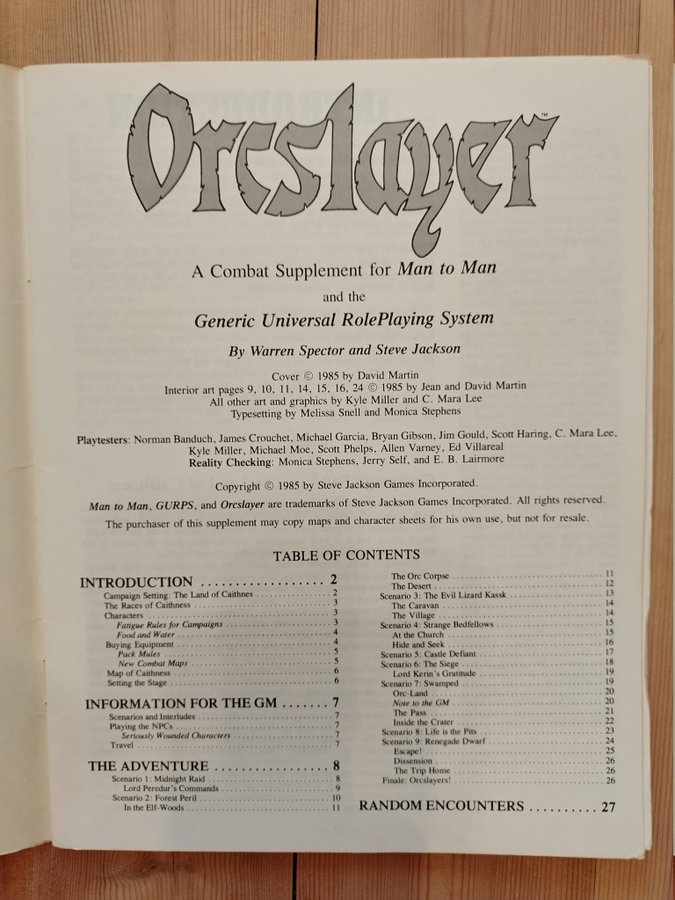 Orcslayer™
A Combat Supplement for Man to Man
and the
Generic Universal RolePlaying System
By Warren Spector and Steve Jackson
Cover © 1985 by David Martin
Interior art pages 9, 10, 11, 14, 15, 16, 24 © 1985 by Jean and David Martin
All other art and graphics by Kyle Miller and C. Mara Lee
Typesetting by Melissa Snell and Monica Stephens
Playtesters: Norman Banduch, James Crouchet, Michael Garcia, Bryan Gibson, Jim Gould, Scott Haring, C. Mara Lee,
Kyle Miller, Michael Moe, Scott Phelps, Allen Varney, Ed Villareal
Reality Checking: Monica Stephens, Jerry Self, and E. B. Lairmore
Copyright © 1985 by Steve Jackson Games Incorporated.
Man to Man, GURPS, and Orcslayer are trademarks of Steve Jackson Games Incorporated. All rights reserved.
The purchaser of this supplement may copy maps and character sheets for his own use, but not for resale.
TABLE OF CONTENTS
INTRODUCTION . . . . . . . . . . . . . . . . . 2
Campaign Setting: The Land of Caithnes . . . . . . . . . . . . . . . 2
The Races of Caithness . . . . . . . . . . . . . . . 3
Characters . . . . . . . . . . . . . . . 3
Fatigue Rules for Campaigns . . . . . . . . . . . . . . . 3
Food and Water . . . . . . . . . . . . . . . 4
Buying Equipment . . . . . . . . . . . . . . . 4
Pack Mules . . . . . . . . . . . . . . . 5
New Combat Maps . . . . . . . . . . . . . . . 5
Map of Caithness . . . . . . . . . . . . . . . 6
Setting the Stage . . . . . . . . . . . . . . . 6
INFORMATION FOR THE GM . . . . . . . 7
Scenarios and Interludes . . . . . . . . . . . . . . . 7
Playing the NPCs . . . . . . . . . . . . . . . 7
Seriously Wounded Characters . . . . . . . . . . . . . . . 7
Travel . . . . . . . . . . . . . . . 7
THE ADVENTURE . . . . . . . . . . . . . . . 8
Scenario 1: Midnight Raid . . . . . . . . . . . . . . . 8
Lord Peredur's Commands . . . . . . . . . . . . . . . 9
Scenario 2: Forest Peril . . . . . . . . . . . . . . . 10
In the Elf-Woods . . . . . . . . . . . . . . . 11
The Orc Corpse . . . . . . . . . . . . . . . 11
The Desert . . . . . . . . . . . . . . . 12
Scenario 3: The Evil Lizard Kassk . . . . . . . . . . . . . . . 13
The Caravan . . . . . . . . . . . . . . . 14
The Village . . . . . . . . . . . . . . . 14
Scenario 4: Strange Bedfellows . . . . . . . . . . . . . . . 15
At the Church . . . . . . . . . . . . . . . 15
Hide and Seek . . . . . . . . . . . . . . . 16
Scenario 5: Castle Defiant . . . . . . . . . . . . . . . 17
Scenario 6: The Siege . . . . . . . . . . . . . . . 18
Lord Kerin's Gratitude . . . . . . . . . . . . . . . 19
Scenario 7: Swamped . . . . . . . . . . . . . . . 19
Orc-Land . . . . . . . . . . . . . . . 20
Note to the GM . . . . . . . . . . . . . . . 20
The Pass . . . . . . . . . . . . . . . 21
Inside the Crater . . . . . . . . . . . . . . . 22
Scenario 8: Life is the Pits . . . . . . . . . . . . . . . 23
Scenario 9: Renegade Dwarf . . . . . . . . . . . . . . . 24
Escape! . . . . . . . . . . . . . . . 25
Dissension . . . . . . . . . . . . . . . 26
The Trip Home . . . . . . . . . . . . . . . 26
Finale: Orcslayers! . . . . . . . . . . . . . . . 26
RANDOM ENCOUNTERS . . . . . . . . . . 27